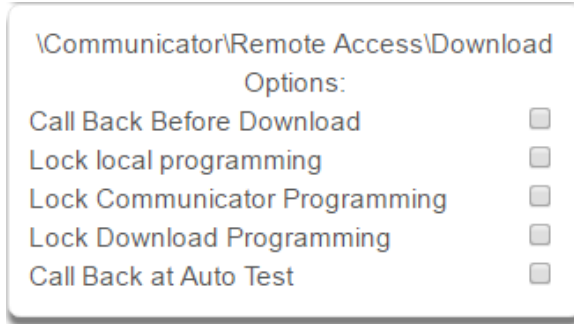 \Communicator\Remote Access\Download
Options:
Call Back Before Download
Lock local programming
Lock Communicator Programming
Lock Download Programming
Call Back at Auto Test